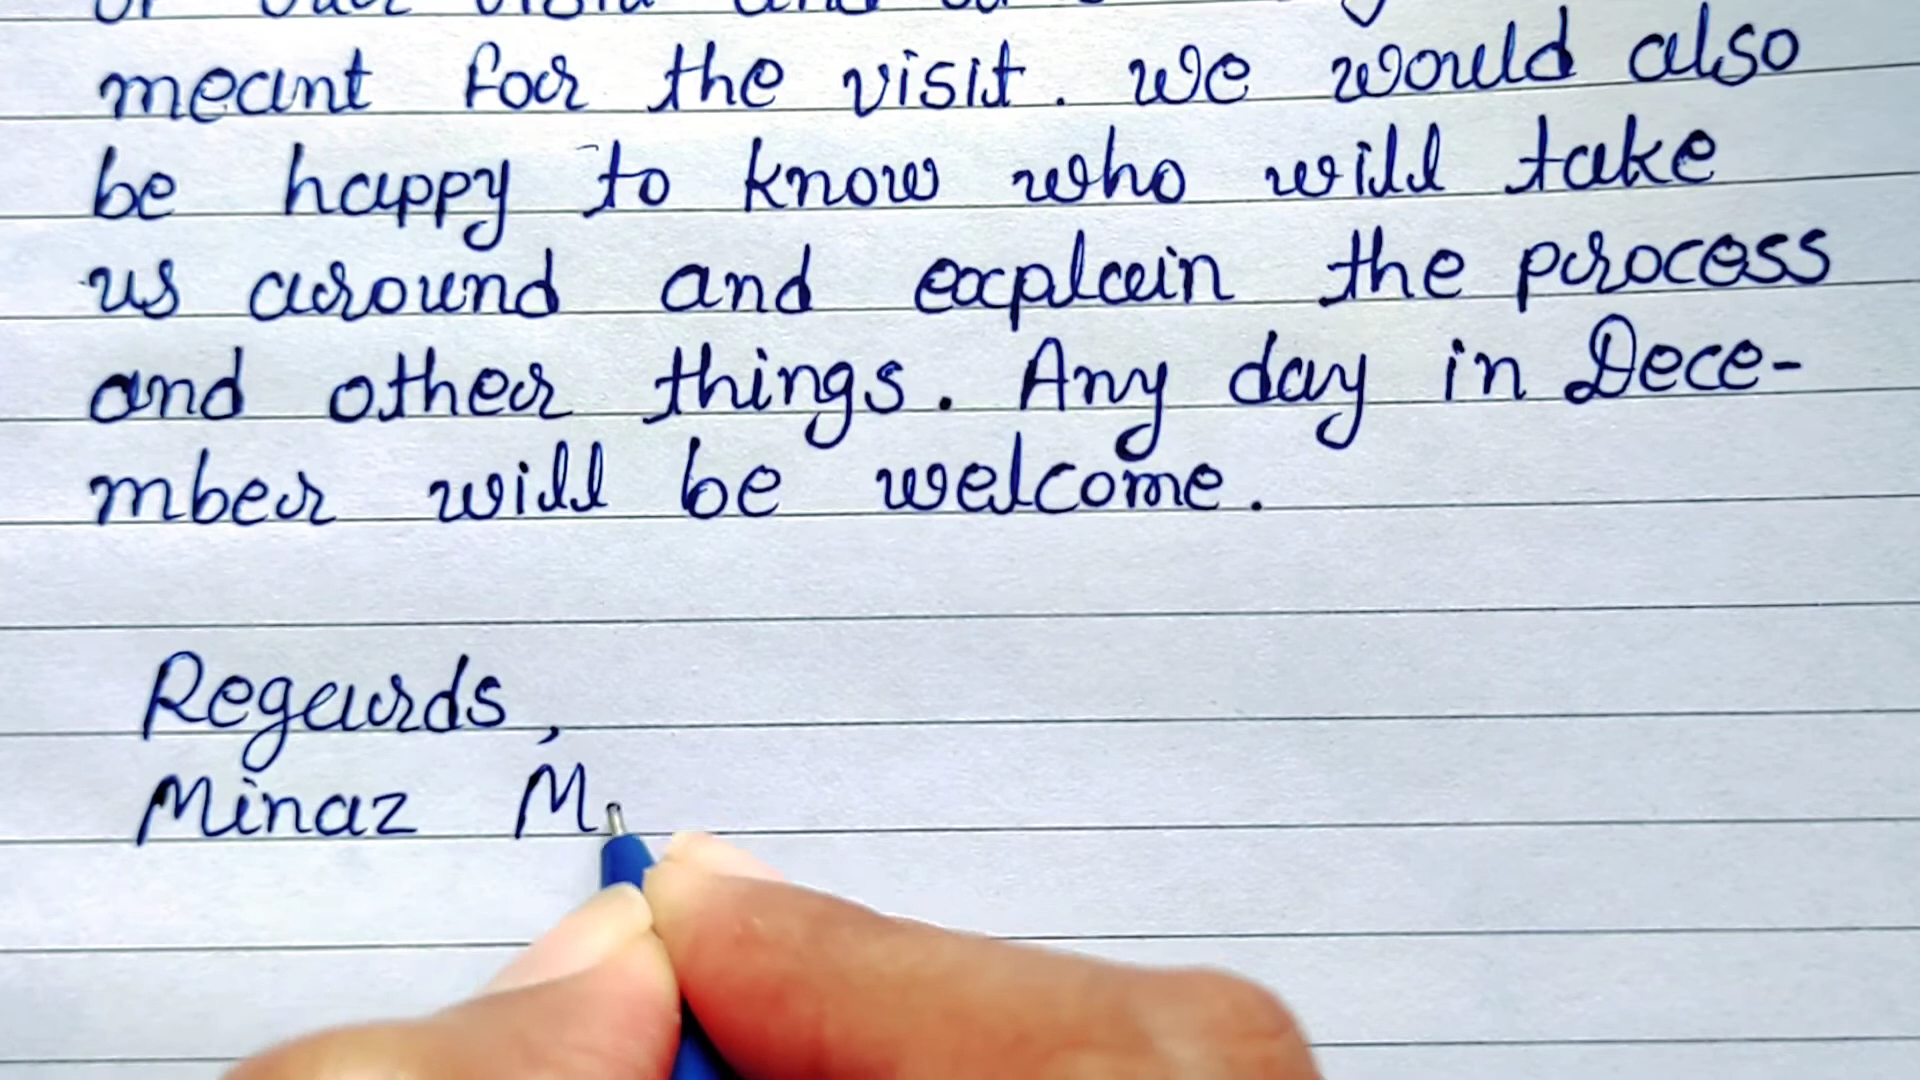 meant for the visit. we would also
be happy to know who will take
us around and explain the process
and other things. Any day in Dece-
mber will be welcome.
Regards,
Minaz M